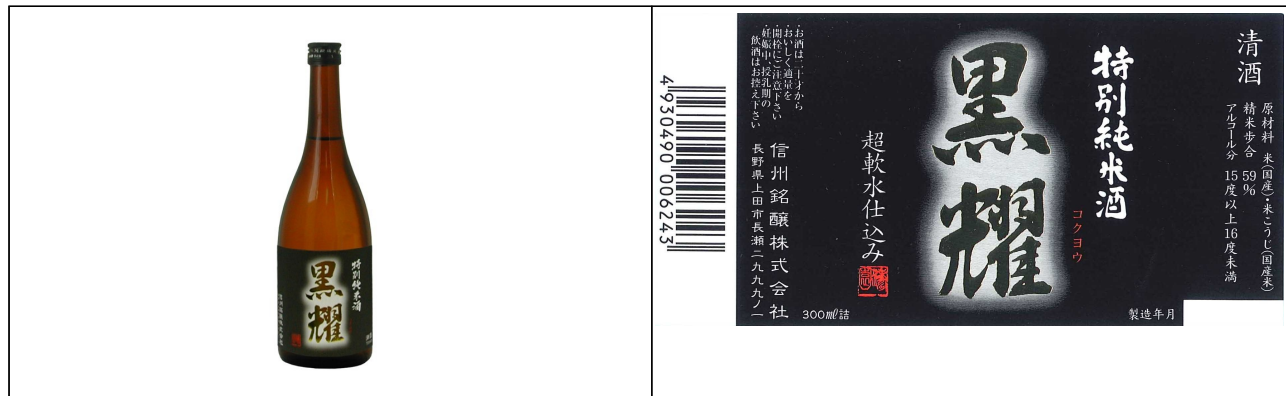 特別純米酒
黒耀
清酒
原材料 米(国産)・米こうじ(国産米)
精米歩合 59%
アルコール分 15度以上16度未満
特別純米酒
コクヨウ
黒耀
超軟水仕込み
・お酒は二十才から
・おいしく適量を
・開栓にご注意下さい
・妊娠中、授乳期の
飲酒はお控え下さい
信州銘醸株式会社
長野県上田市長瀬二九九九ノ一
300ml詰
製造年月
4930490006243